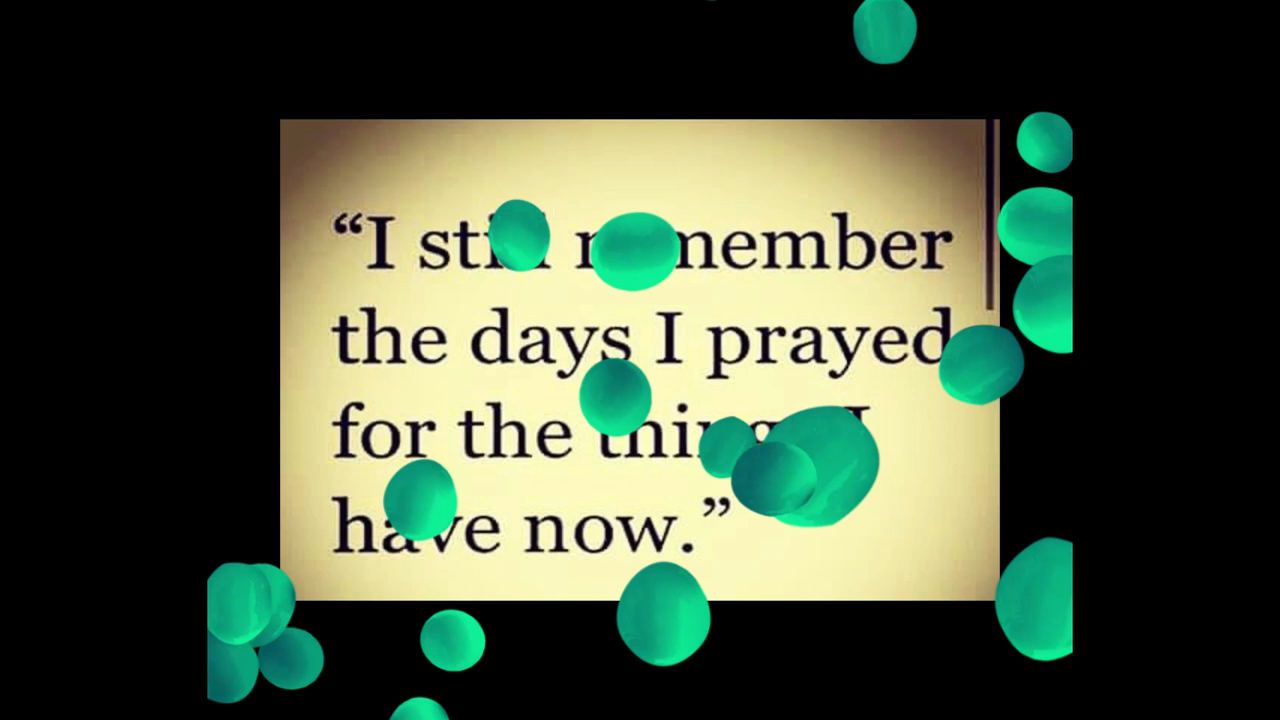 “I still remember
the days I prayed
for the things I
have now.”